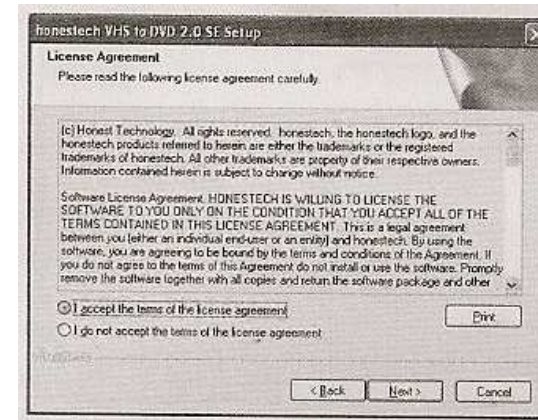 honestech VHS to DVD 2.0 SE Setup
License Agreement
Please read the following license agreement carefully.
(c) Honest Technology. All rights reserved. honestech, the honestech logo, and the
honestech products referred to herein are either the trademarks or the registered
trademarks of honestech. All other trademarks are property of their respective owners.
Information contained herein is subject to change without notice.
Software License Agreement. HONESTECH IS WILLING TO LICENSE THE
SOFTWARE TO YOU ONLY ON THE CONDITION THAT YOU ACCEPT ALL OF THE
TERMS CONTAINED IN THIS LICENSE AGREEMENT. This is a legal agreement
between you (either an individual end-user or an entity) and honestech. By using the
software, you are agreeing to be bound by the terms and conditions of the Agreement. If
you do not agree to the terms of this Agreement do not install or use the software. Promptly
remove the software together with all copies and return the software package and other
I accept the terms of the license agreement
Print
I do not accept the terms of the license agreement
< Back
Next >
Cancel